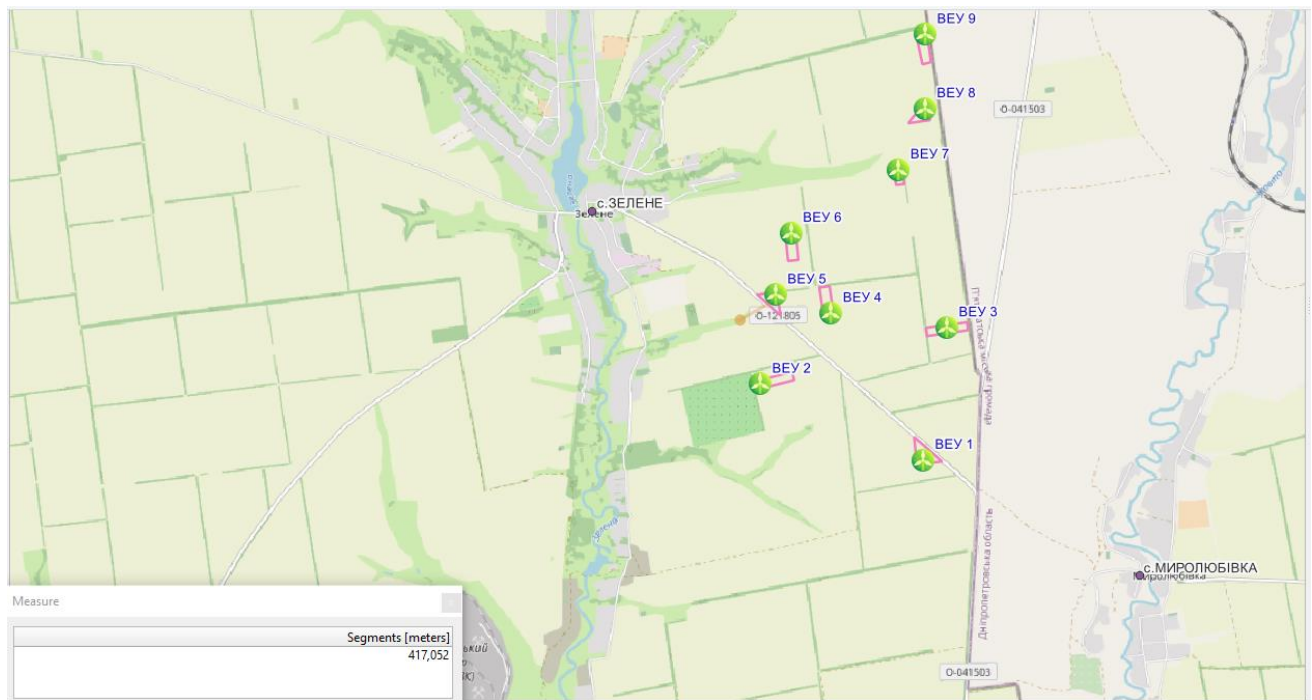 ВЕУ 9
ВЕУ 8
О-041503
ВЕУ 7
с.ЗЕЛЕНЕ
Зелене
ВЕУ 6
ВЕУ 5
ВЕУ 4
ВЕУ 3
О-121805
ВЕУ 2
ВЕУ 1
Зелена
Дніпропетровська область
с.МИРОЛЮБІВКА
Миролюбівка
О-041503
Measure
Segments [meters]
417,052